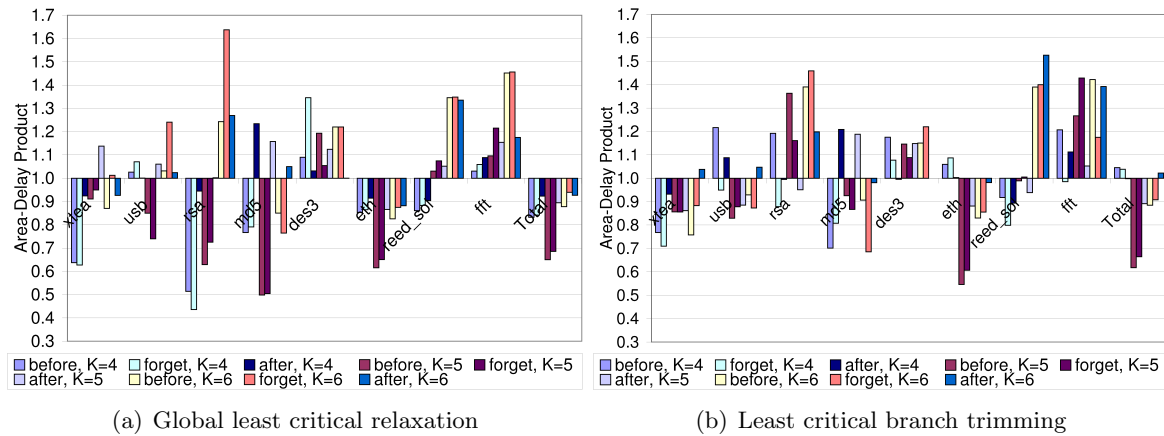 1.7
1.6
1.5
1.4
1.3
1.2
1.1
1.0
0.9
0.8
0.7
0.6
0.5
0.4
0.3
Area-Delay Product
xtea
usb
rsa
md5
des3
eth
reed_sol
fft
Total
before, K=4 forget, K=4 after, K=4 before, K=5 forget, K=5
after, K=5 before, K=6 forget, K=6 after, K=6
(a) Global least critical relaxation
1.7
1.6
1.5
1.4
1.3
1.2
1.1
1.0
0.9
0.8
0.7
0.6
0.5
0.4
0.3
Area-Delay Product
xtea
usb
rsa
md5
des3
eth
reed_sol
fft
Total
before, K=4 forget, K=4 after, K=4 before, K=5 forget, K=5
after, K=5 before, K=6 forget, K=6 after, K=6
(b) Least critical branch trimming